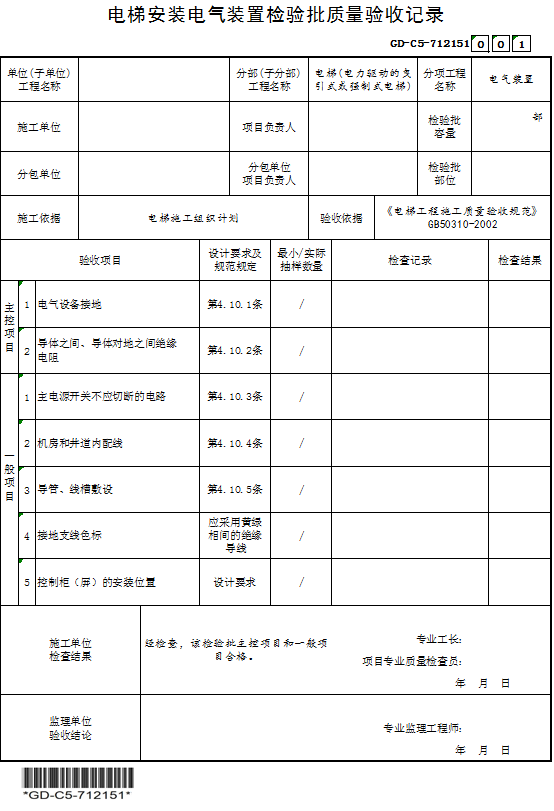 电梯安装电气装置检验批质量验收记录
GD-C5-712151 0 0 1
单位(子单位)
工程名称
分部(子分部)
工程名称
电梯(电力驱动的曳
引式或强制式电梯)
分项工程
名称
电气装置
施工单位
项目负责人
检验批
容量
部
分包单位
分包单位
项目负责人
检验批
部位
施工依据
电梯施工组织计划
验收依据
《电梯工程施工质量验收规范》
GB50310-2002
验收项目
设计要求及
规范规定
最小/实际
抽样数量
检查记录
检查结果
主控项目
1 电气设备接地 第4.10.1条 /
2 导体之间、导体对地之间绝缘
电阻
第4.10.2条 /
一般项目
1 主电源开关不应切断的电路 第4.10.3条 /
2 机房和井道内配线 第4.10.4条 /
3 导管、线槽敷设 第4.10.5条 /
4 接地支线色标
应采用黄绿
相间的绝缘
导线
/
5 控制柜（屏）的安装位置 设计要求 /
施工单位
检查结果
经检查，该检验批主控项目和一般项
目合格。
专业工长:
项目专业质量检查员:
年 月 日
监理单位
验收结论
专业监理工程师:
年 月 日
*GD-C5-712151*